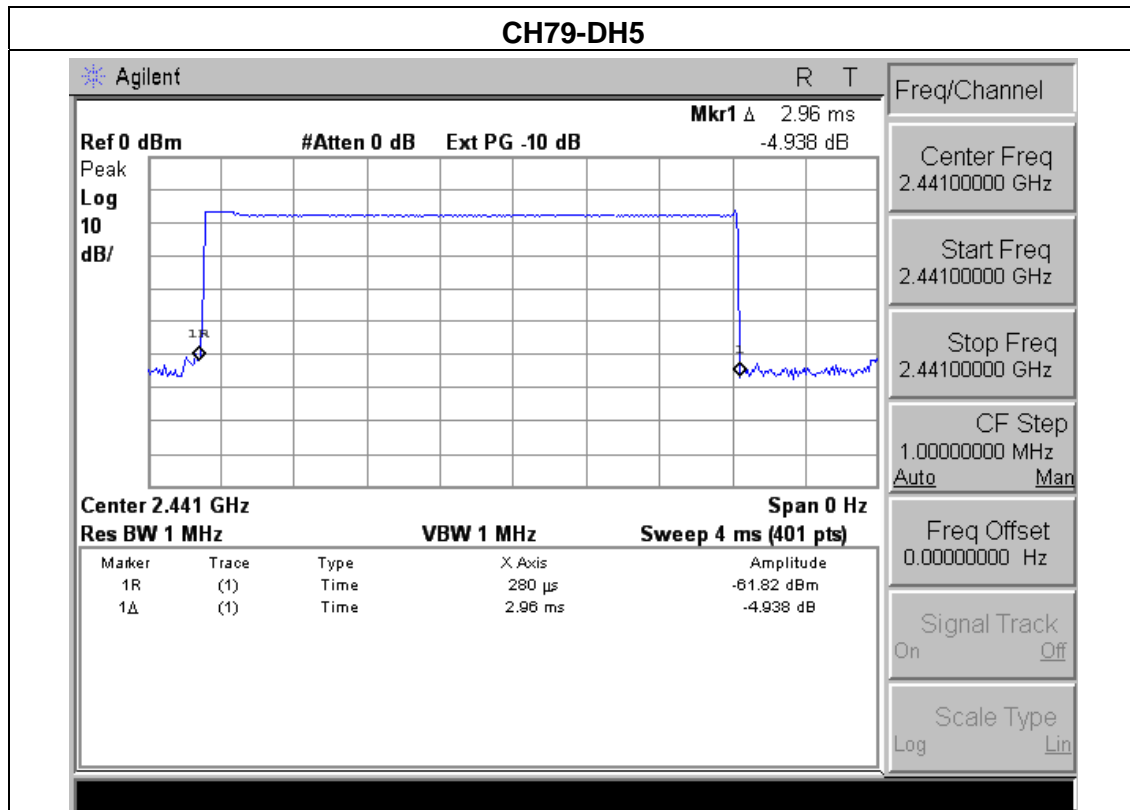 CH79-DH5
Agilent R T
Mkr1 Δ 2.96 ms
Ref 0 dBm #Atten 0 dB Ext PG -10 dB -4.938 dB
Peak
Log
10
dB/
1R
1
Center 2.441 GHz Span 0 Hz
Res BW 1 MHz VBW 1 MHz Sweep 4 ms (401 pts)
Marker Trace Type X Axis Amplitude
1R (1) Time 280 µs -61.82 dBm
1Δ (1) Time 2.96 ms -4.938 dB
Freq/Channel
Center Freq
2.44100000 GHz
Start Freq
2.44100000 GHz
Stop Freq
2.44100000 GHz
CF Step
1.00000000 MHz
Auto Man
Freq Offset
0.00000000 Hz
Signal Track
On Off
Scale Type
Log Lin